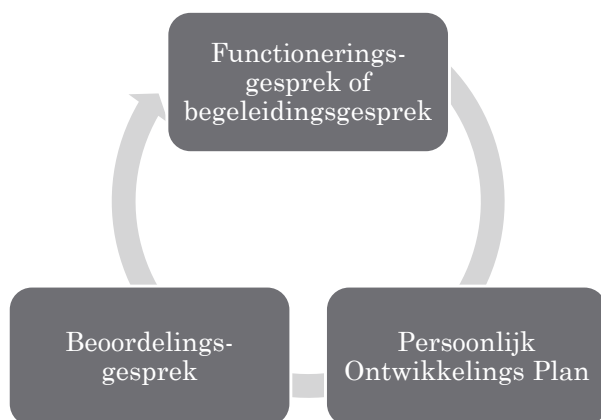 Functionerings-
gesprek of
begeleidingsgesprek
Beoordelings-
gesprek
Persoonlijk
Ontwikkelings Plan